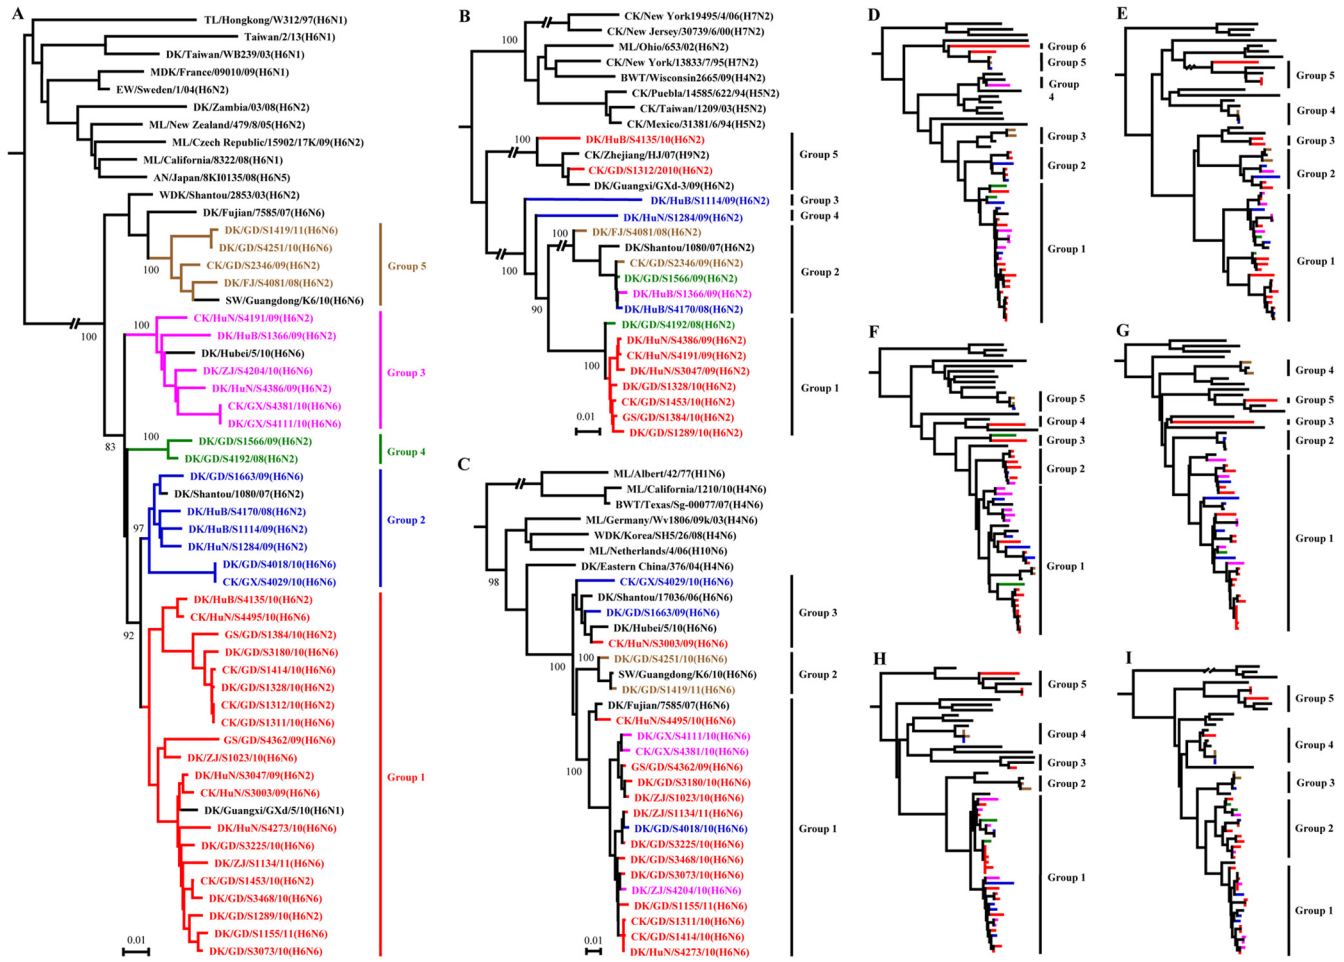 A
TL/Hongkong/W312/97(H6N1)
Taiwan/2/13(H6N1)
DK/Taiwan/WB239/03(H6N1)
MDK/France/09010/09(H6N1)
EW/Sweden/1/04(H6N2)
DK/Zambia/03/08(H6N2)
ML/New Zealand/479/8/05(H6N2)
ML/Czech Republic/15902/17K/09(H6N2)
ML/California/8322/08(H6N1)
AN/Japan/8KI0135/08(H6N5)
WDK/Shantou/2853/03(H6N2)
DK/Fujian/7585/07(H6N6)
DK/GD/S1419/11(H6N6)
DK/GD/S4251/10(H6N6)
CK/GD/S2346/09(H6N2)
DK/FJ/S4081/08(H6N2)
SW/Guangdong/K6/10(H6N6)
100
Group 5
CK/HuN/S4191/09(H6N2)
DK/HuB/S1366/09(H6N2)
DK/Hubei/5/10(H6N6)
DK/ZJ/S4204/10(H6N6)
DK/HuN/S4386/09(H6N2)
CK/GX/S4381/10(H6N6)
DK/GX/S4111/10(H6N6)
100
100
Group 3
DK/GD/S1566/09(H6N2)
DK/GD/S4192/08(H6N2)
100
83
Group 4
DK/GD/S1663/09(H6N6)
DK/Shantou/1080/07(H6N2)
DK/HuB/S4170/08(H6N2)
DK/HuB/S1114/09(H6N2)
DK/HuN/S1284/09(H6N2)
DK/GD/S4018/10(H6N6)
CK/GX/S4029/10(H6N6)
97
Group 2
DK/HuB/S4135/10(H6N2)
CK/HuN/S4495/10(H6N6)
GS/GD/S1384/10(H6N2)
DK/GD/S3180/10(H6N6)
CK/GD/S1414/10(H6N6)
DK/GD/S1328/10(H6N2)
CK/GD/S1312/10(H6N2)
CK/GD/S1311/10(H6N6)
GS/GD/S4362/09(H6N6)
DK/ZJ/S1023/10(H6N6)
DK/HuN/S3047/09(H6N2)
CK/HuN/S3003/09(H6N6)
DK/Guangxi/GXd/5/10(H6N1)
DK/HuN/S4273/10(H6N6)
DK/GD/S3225/10(H6N6)
DK/ZJ/S1134/11(H6N6)
CK/GD/S1453/10(H6N2)
DK/GD/S3468/10(H6N6)
DK/GD/S1289/10(H6N2)
DK/GD/S1155/11(H6N6)
DK/GD/S3073/10(H6N6)
92
Group 1
0.01
B
CK/New York19495/4/06(H7N2)
CK/New Jersey/30739/6/00(H7N2)
ML/Ohio/653/02(H6N2)
CK/New York/13833/7/95(H7N2)
BWT/Wisconsin2665/09(H4N2)
CK/Puebla/14585/622/94(H5N2)
CK/Taiwan/1209/03(H5N2)
CK/Mexico/31381/6/94(H5N2)
100
DK/HuB/S4135/10(H6N2)
CK/Zhejiang/HJ/07(H9N2)
CK/GD/S1312/2010(H6N2)
DK/Guangxi/GXd-3/09(H6N2)
100
Group 5
DK/HuB/S1114/09(H6N2)
Group 3
DK/HuN/S1284/09(H6N2)
Group 4
DK/FJ/S4081/08(H6N2)
DK/Shantou/1080/07(H6N2)
CK/GD/S2346/09(H6N2)
DK/GD/S1566/09(H6N2)
DK/HuB/S1366/09(H6N2)
DK/HuB/S4170/08(H6N2)
100
100
90
Group 2
DK/GD/S4192/08(H6N2)
DK/HuN/S4386/09(H6N2)
CK/HuN/S4191/09(H6N2)
DK/HuN/S3047/09(H6N2)
DK/GD/S1328/10(H6N2)
CK/GD/S1453/10(H6N2)
GS/GD/S1384/10(H6N2)
DK/GD/S1289/10(H6N2)
100
Group 1
0.01
C
ML/Albert/42/77(H1N6)
ML/California/1210/10(H4N6)
BWT/Texas/Sg-00077/07(H4N6)
ML/Germany/Wv1806/09k/03(H4N6)
WDK/Korea/SH5/26/08(H4N6)
ML/Netherlands/4/06(H10N6)
DK/Eastern China/376/04(H4N6)
98
CK/GX/S4029/10(H6N6)
DK/Shantou/17036/06(H6N6)
DK/GD/S1663/09(H6N6)
DK/Hubei/5/10(H6N6)
CK/HuN/S3003/09(H6N6)
100
Group 3
DK/GD/S4251/10(H6N6)
SW/Guangdong/K6/10(H6N6)
DK/GD/S1419/11(H6N6)
100
Group 2
DK/Fujian/7585/07(H6N6)
CK/HuN/S4495/10(H6N6)
DK/GX/S4111/10(H6N6)
CK/GX/S4381/10(H6N6)
GS/GD/S4362/09(H6N6)
DK/GD/S3180/10(H6N6)
DK/ZJ/S1023/10(H6N6)
DK/ZJ/S1134/11(H6N6)
DK/GD/S4018/10(H6N6)
DK/GD/S3225/10(H6N6)
DK/GD/S3468/10(H6N6)
DK/GD/S3073/10(H6N6)
DK/ZJ/S4204/10(H6N6)
DK/GD/S1155/11(H6N6)
CK/GD/S1311/10(H6N6)
CK/GD/S1414/10(H6N6)
DK/HuN/S4273/10(H6N6)
100
Group 1
0.01
D
Group 6
Group 5
Group
4
Group 3
Group 2
Group 1
E
Group 5
Group 4
Group 3
Group 2
Group 1
F
Group 5
Group 4
Group 3
Group 2
Group 1
G
Group 4
Group 5
Group 3
Group 2
Group 1
H
Group 5
Group 4
Group 3
Group 2
Group 1
I
Group 5
Group 4
Group 3
Group 2
Group 1